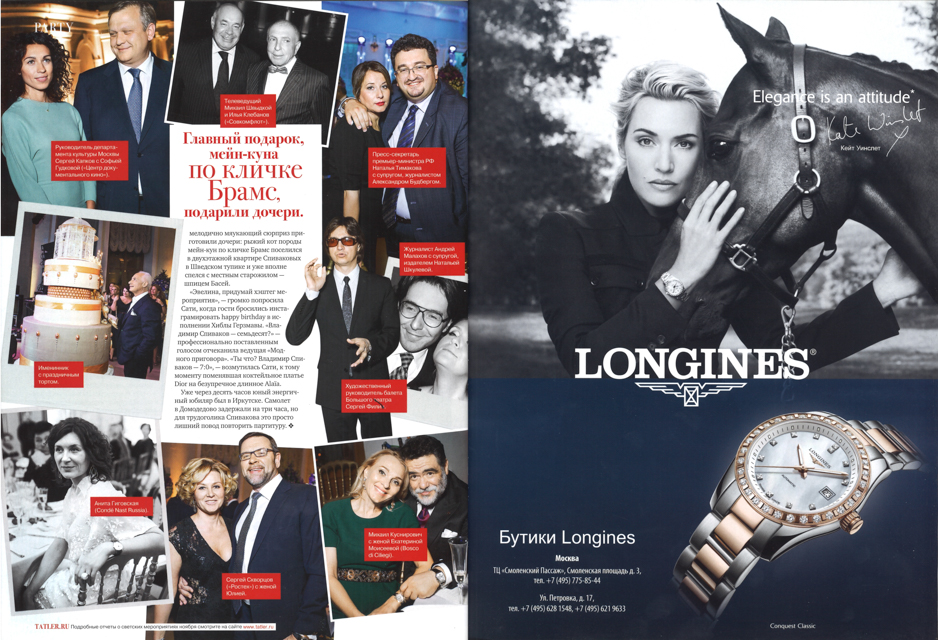 PARTY
Руководитель департа-
мента культуры Москвы
Сергей Капков с Софьей
Гудковой («Центр доку-
ментального кино»).
Телеведущий
Михаил Швыдкой
и Илья Клебанов
(«Совкомфлот»).
Пресс-секретарь
премьер-министра РФ
Наталья Тимакова
с супругом, журналистом
Александром Будбергом.
Главный подарок,
мейн-куна
по кличке
Брамс,
подарили дочери.
мелодично мяукающий сюрприз при-
готовили дочери: рыжий кот породы
мейн-кун по кличке Брамс поселился
в двухэтажной квартире Спиваковых
в Шведском тупике и уже вполне
спелся с местным старожилом —
шпицем Басей.
«Эвелина, придумай хэштег ме-
роприятия», — громко попросила
Сати, когда гости бросились инста-
грамировать happy birthday в ис-
полнении Хиблы Герзмавы. «Вла-
димир Спиваков — семьдесят?» —
профессионально поставленным
голосом отчеканила ведущая «Мод-
ного приговора». «Ты что? Владимир Спи-
ваков — 7:0», — возмутилась Сати, к тому
моменту поменявшая коктейльное платье
Dior на безупречное длинное Alaïa.
Уже через десять часов юный энергич-
ный юбиляр был в Иркутске. Самолет
в Домодедово задержали на три часа, но
для трудоголика Спивакова это просто
лишний повод повторить партитуру.
Журналист Андрей
Малахов с супругой,
издателем Натальей
Шкулевой.
Именинник
с праздничным
тортом.
Художественный
руководитель балета
Большого театра
Сергей Филин.
Анита Гиговская
(Condé Nast Russia).
Сергей Скворцов
(«Ростех») с женой
Юлией.
Михаил Куснирович
с женой Екатериной
Моисеевой (Bosco
di Ciliegi).
TATLER.RU Подробные отчеты о светских мероприятиях ноября смотрите на сайте www.tatler.ru
Elegance is an attitude*
Kate Winslet
Кейт Уинслет
LONGINES®
LONGINES
AUTOMATIC
Бутики Longines
Москва
ТЦ «Смоленский Пассаж», Смоленская площадь д. 3,
тел. +7 (495) 775-85-44
Ул. Петровка, д. 17,
тел. +7 (495) 628 1548, +7 (495) 621 9633
Conquest Classic